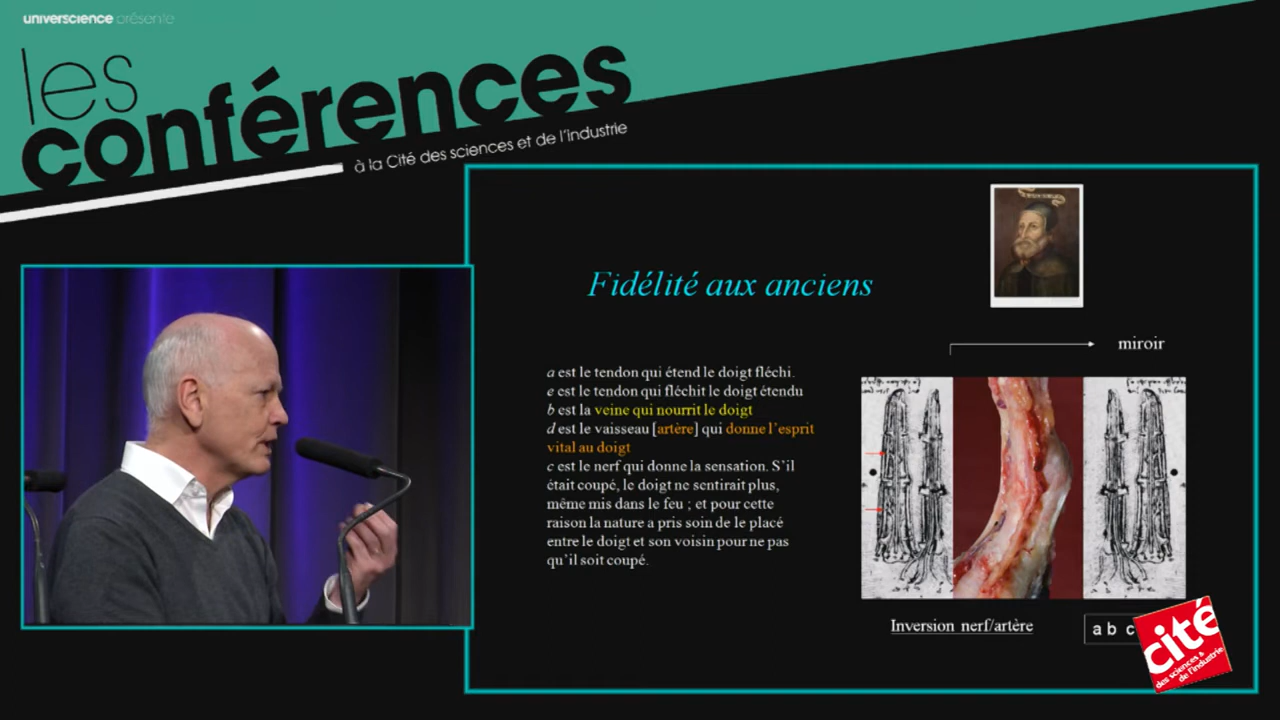 universcience présente
les
conférences
à la Cité des sciences et de l'industrie
Fidélité aux anciens
miroir
a est le tendon qui étend le doigt fléchi.
e est le tendon qui fléchit le doigt étendu
b est la veine qui nourrit le doigt
d est le vaisseau [artère] qui donne l'esprit
vital au doigt
c est le nerf qui donne la sensation. S'il
était coupé, le doigt ne sentirait plus,
même mis dans le feu ; et pour cette
raison la nature a pris soin de le placé
entre le doigt et son voisin pour ne pas
qu'il soit coupé.
Inversion nerf/artère
a b c
cité
des sciences &
de l'industrie